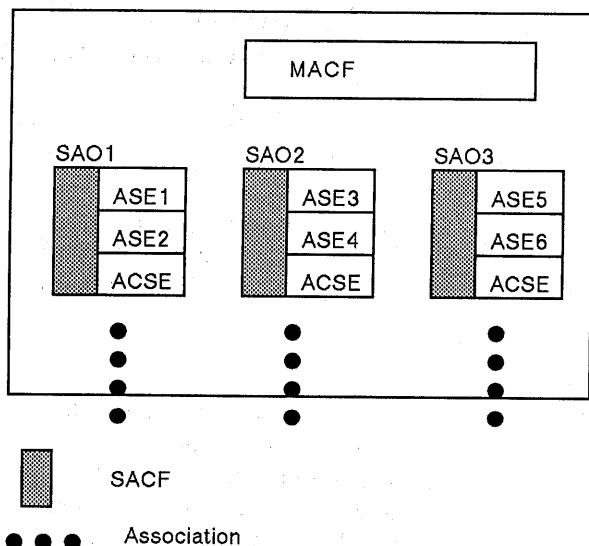 MACF
SAO1 SAO2 SAO3
ASE1 ASE3 ASE5
ASE2 ASE4 ASE6
ACSE ACSE ACSE
SACF
Association